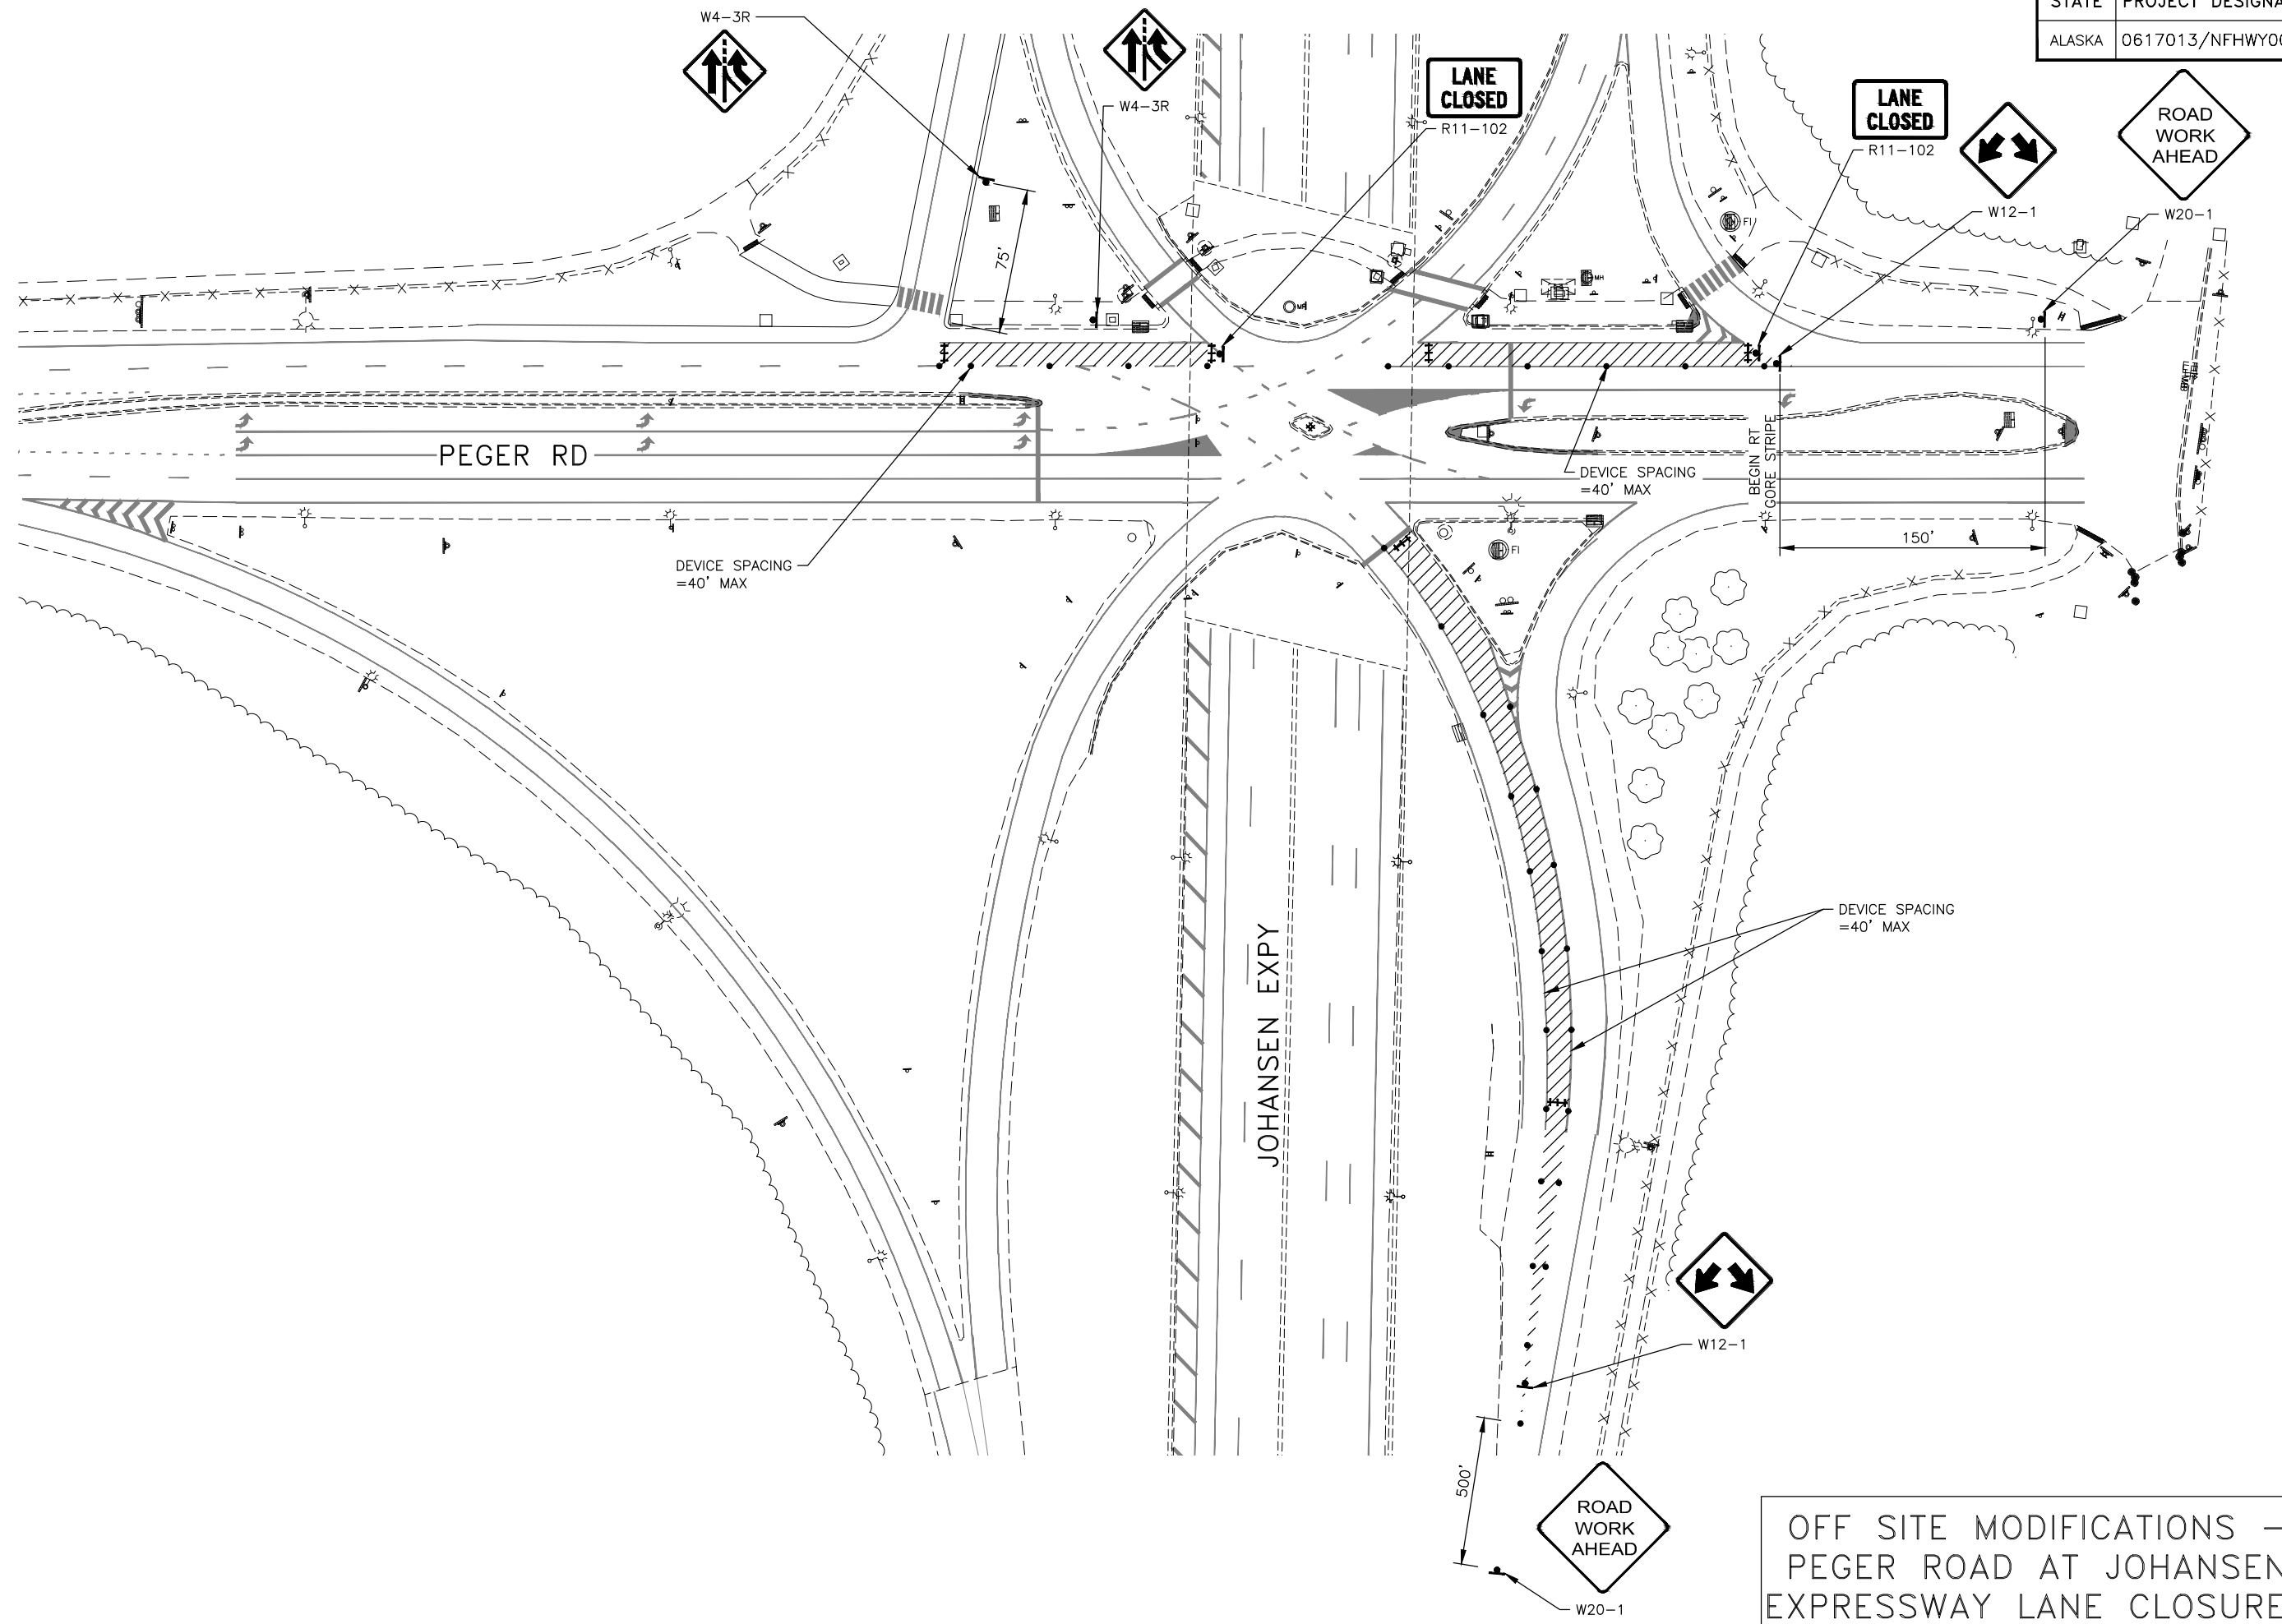 STATE PROJECT DESIGNA
ALASKA 0617013/NFHWY0
W4-3R
W4-3R
LANE
CLOSED
R11-102
LANE
CLOSED
R11-102
W12-1
ROAD
WORK
AHEAD
W20-1
75'
FI
MH
PEGER RD
DEVICE SPACING
=40' MAX
DEVICE SPACING
=40' MAX
BEGIN RT
GORE STRIPE
150'
FI
DEVICE SPACING
=40' MAX
JOHANSEN EXPY
W12-1
500'
ROAD
WORK
AHEAD
W20-1
OFF SITE MODIFICATIONS -
PEGER ROAD AT JOHANSEN
EXPRESSWAY LANE CLOSURE